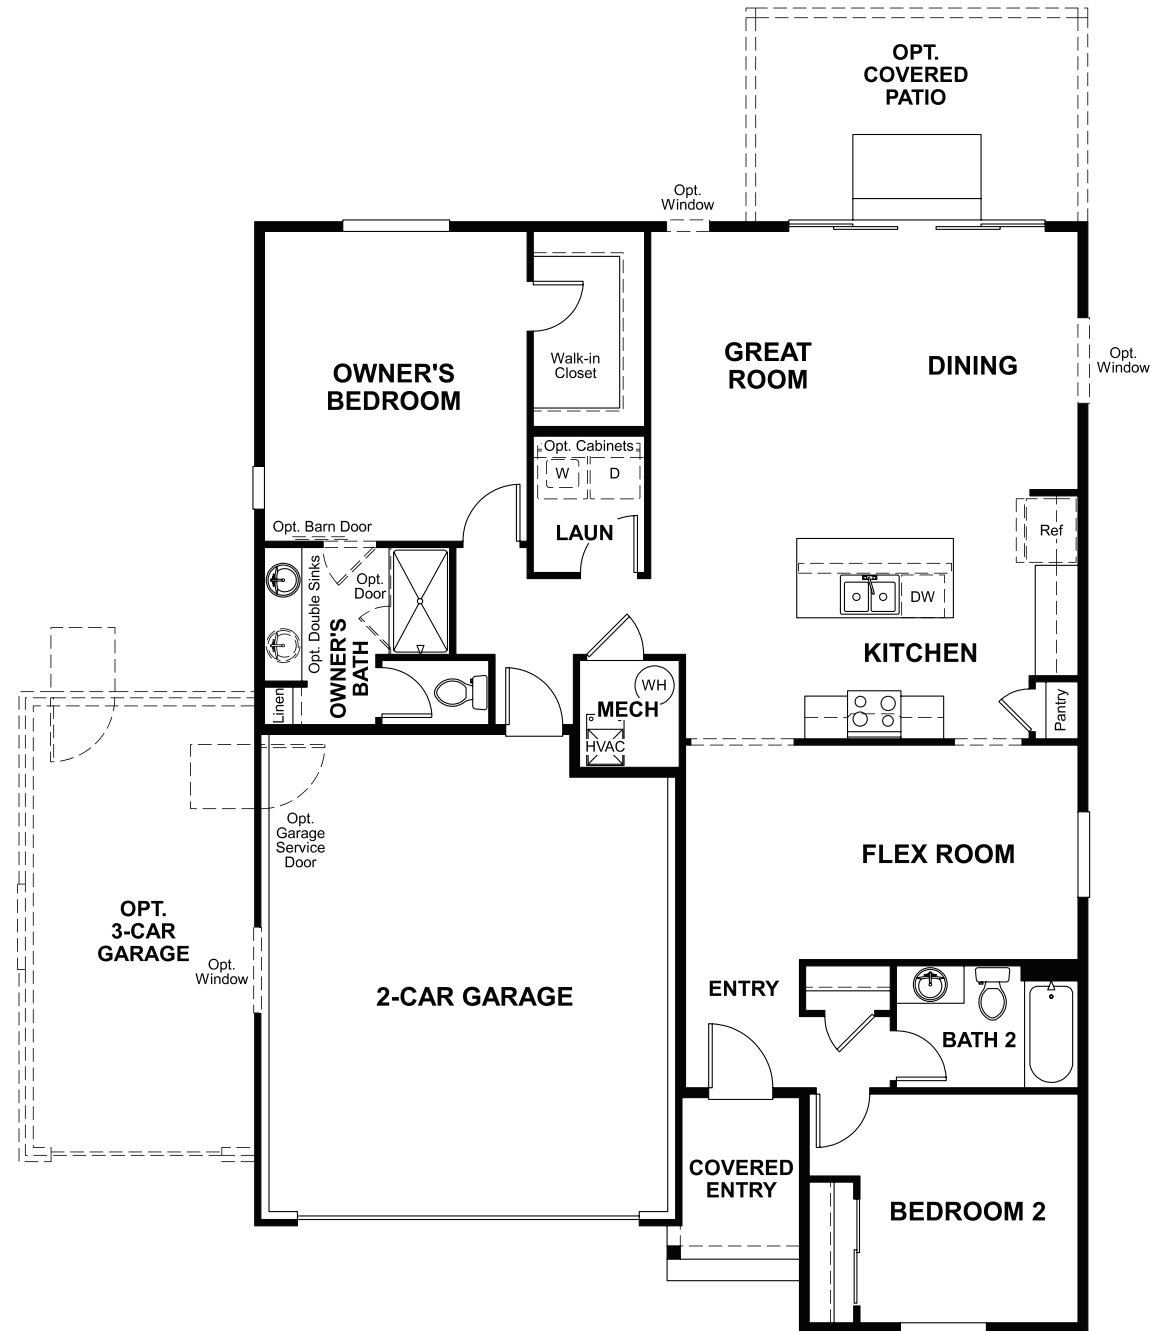 OPT.
COVERED
PATIO
Opt.
Window
OWNER'S
BEDROOM
Walk-in
Closet
GREAT
ROOM
DINING
Opt.
Window
Opt. Cabinets
W
D
LAUN
Opt. Barn Door
Opt. Double Sinks
Opt.
Door
OWNER'S
BATH
Linen
Ref
DW
KITCHEN
Pantry
WH
MECH
HVAC
Opt.
Garage
Service
Door
FLEX ROOM
OPT.
3-CAR
GARAGE
Opt.
Window
2-CAR GARAGE
ENTRY
BATH 2
COVERED
ENTRY
BEDROOM 2